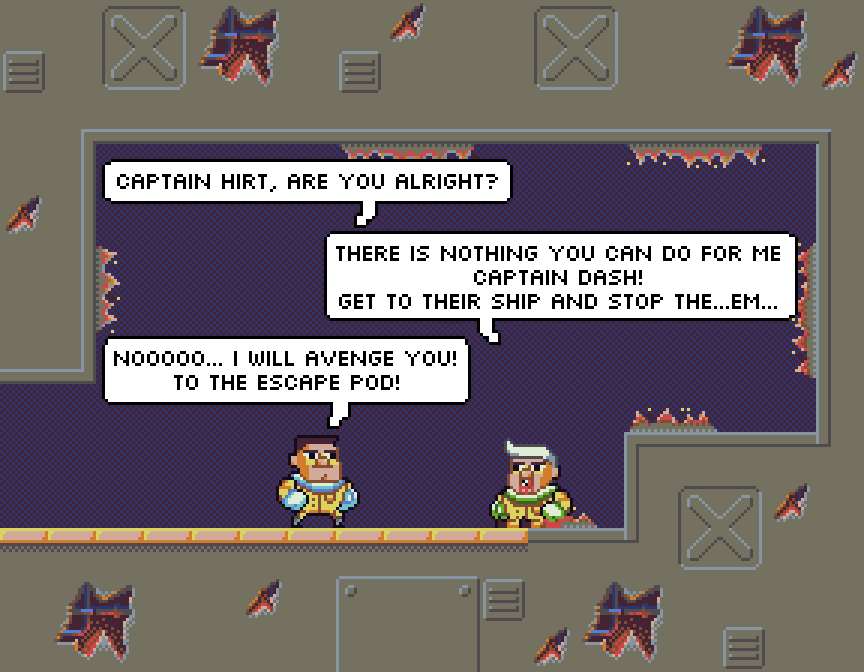 CAPTAIN HIRT, ARE YOU ALRIGHT?
THERE IS NOTHING YOU CAN DO FOR ME
CAPTAIN DASH!
GET TO THEIR SHIP AND STOP THE...EM...
NOOOOO... I WILL AVENGE YOU!
TO THE ESCAPE POD!